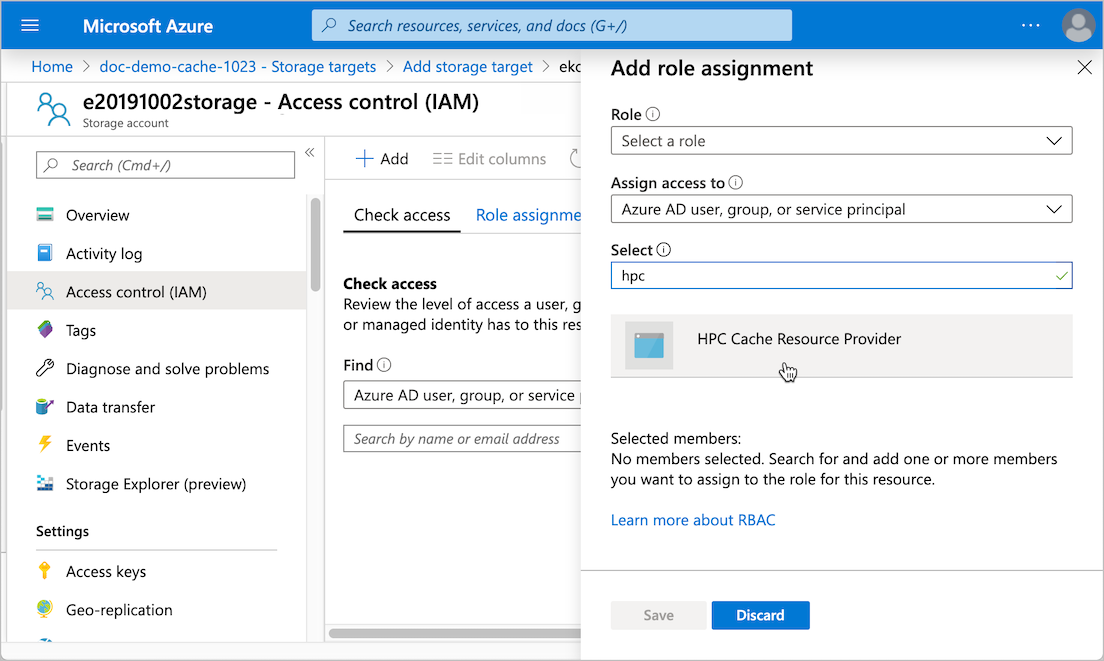 Microsoft Azure
Search resources, services, and docs (G+/)
Home > doc-demo-cache-1023 - Storage targets > Add storage target >
e20191002storage - Access control (IAM)
Storage account
Search (Cmd+/)
Overview
Activity log
Access control (IAM)
Tags
Diagnose and solve problems
Data transfer
Events
Storage Explorer (preview)
Settings
Access keys
Geo-replication
Add
Edit columns
Check access
Role assignme
Check access
Review the level of access a user, g
or managed identity has to this res
Find
Azure AD user, group, or service
Search by name or email address
Add role assignment
Role
Select a role
Assign access to
Azure AD user, group, or service principal
Select
hpc
HPC Cache Resource Provider
Selected members:
No members selected. Search for and add one or more members
you want to assign to the role for this resource.
Learn more about RBAC
Save
Discard